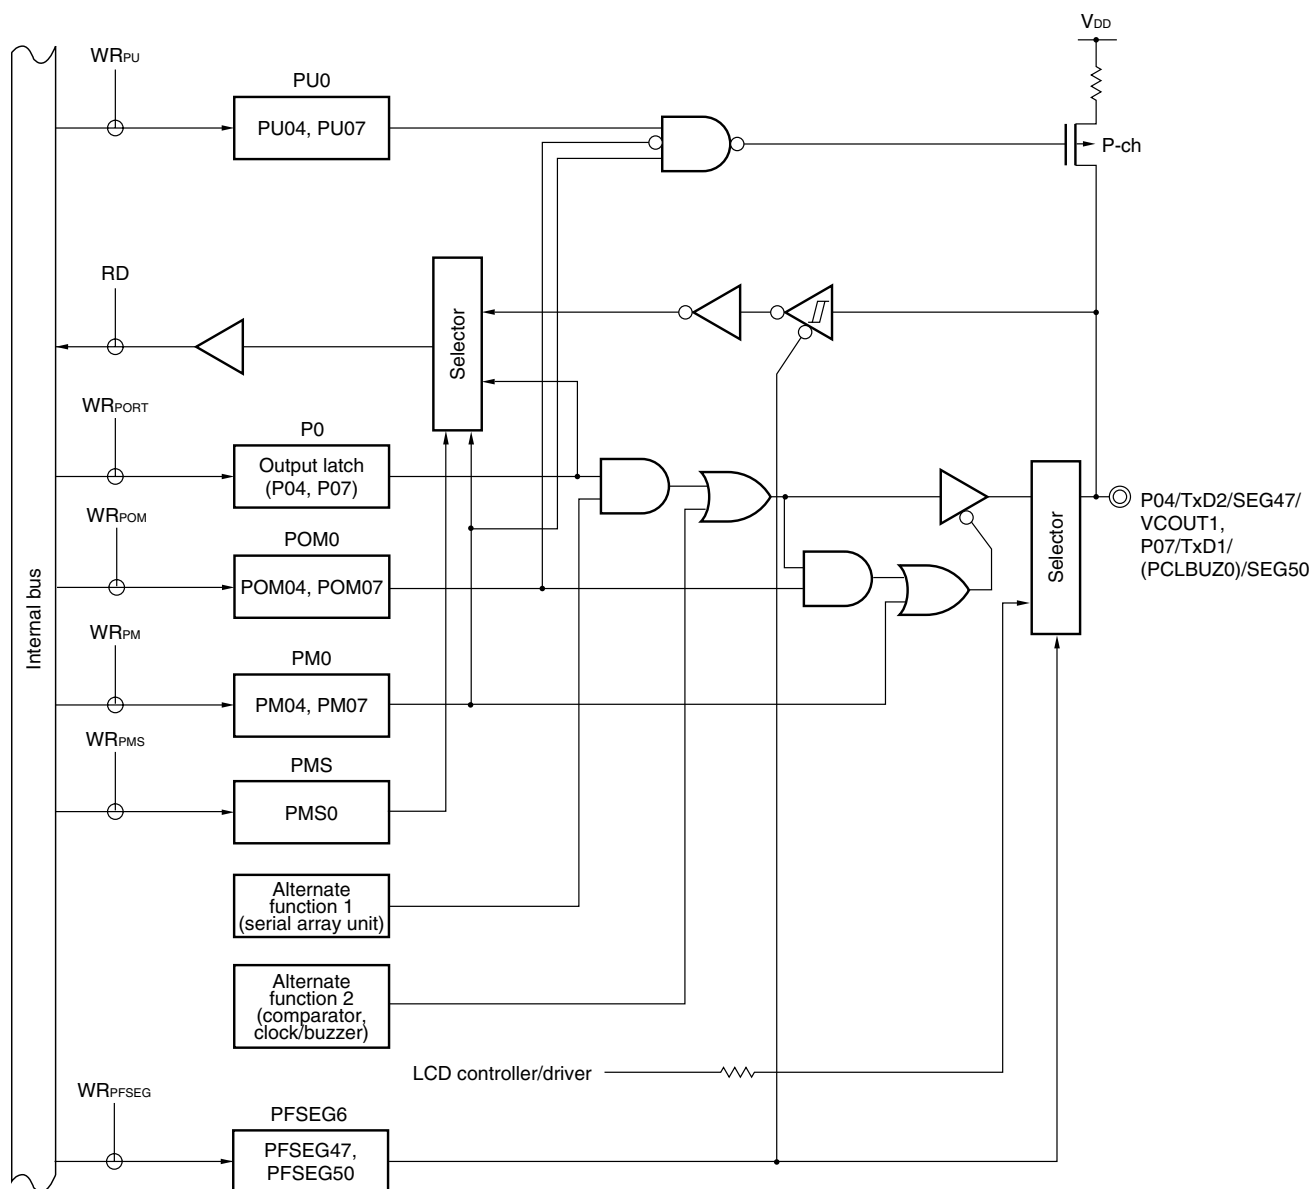 VDD
WRPU
PU0
PU04, PU07
P-ch
RD
Selector
WRPORT
P0
Output latch
(P04, P07)
WRPOM
POM0
POM04, POM07
Selector
P04/TxD2/SEG47/
VCOUT1,
P07/TxD1/
(PCLBUZ0)/SEG50
Internal bus
WRPM
PM0
PM04, PM07
WRPMS
PMS
PMS0
Alternate
function 1
(serial array unit)
Alternate
function 2
(comparator,
clock/buzzer)
LCD controller/driver
WRPFSEG
PFSEG6
PFSEG47,
PFSEG50